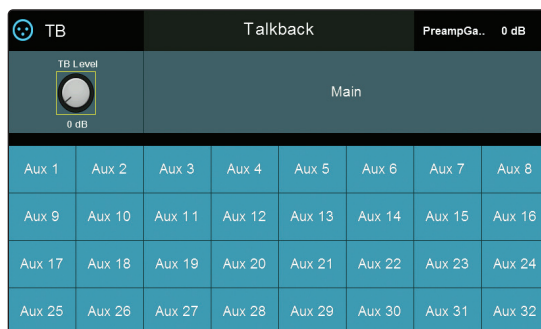 TB Talkback PreampGa.. 0 dB
TB Level
Main
0 dB
Aux 1 Aux 2 Aux 3 Aux 4 Aux 5 Aux 6 Aux 7 Aux 8
Aux 9 Aux 10 Aux 11 Aux 12 Aux 13 Aux 14 Aux 15 Aux 16
Aux 17 Aux 18 Aux 19 Aux 20 Aux 21 Aux 22 Aux 23 Aux 24
Aux 25 Aux 26 Aux 27 Aux 28 Aux 29 Aux 30 Aux 31 Aux 32